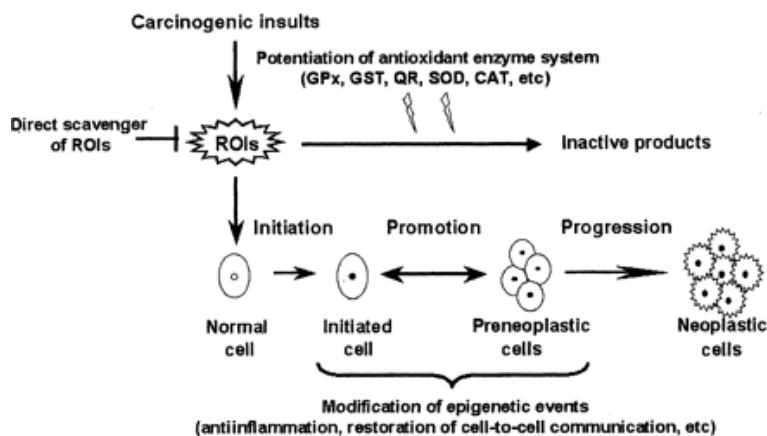 Carcinogenic insults
Potentiation of antioxidant enzyme system
(GPx, GST, QR, SOD, CAT, etc)
Direct scavenger
of ROIs
ROIs
Inactive products
Initiation
Promotion
Progression
Normal
cell
Initiated
cell
Preneoplastic
cells
Neoplastic
cells
Modification of epigenetic events
(antiinflammation, restoration of cell-to-cell communication, etc)